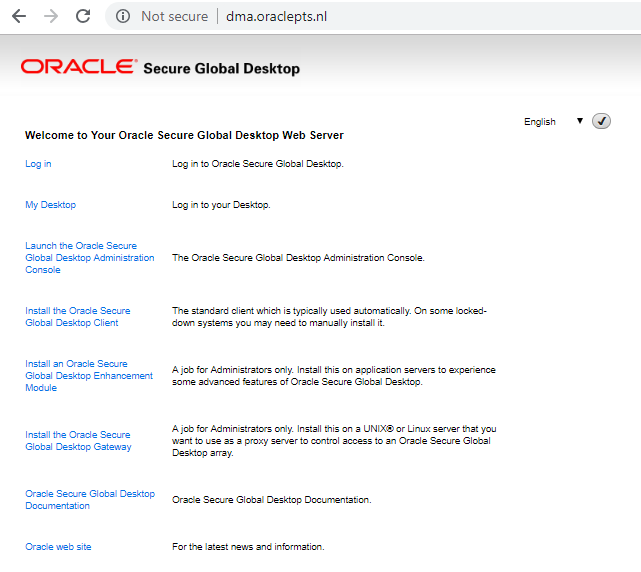 Not secure | dma.oraclepts.nl
ORACLE® Secure Global Desktop
English
Welcome to Your Oracle Secure Global Desktop Web Server
Log in
Log in to Oracle Secure Global Desktop.
My Desktop
Log in to your Desktop.
Launch the Oracle Secure
Global Desktop Administration
Console
The Oracle Secure Global Desktop Administration Console.
Install the Oracle Secure
Global Desktop Client
The standard client which is typically used automatically. On some locked-
down systems you may need to manually install it.
Install an Oracle Secure
Global Desktop Enhancement
Module
A job for Administrators only. Install this on application servers to experience
some advanced features of Oracle Secure Global Desktop.
Install the Oracle Secure
Global Desktop Gateway
A job for Administrators only. Install this on a UNIX® or Linux server that you
want to use as a proxy server to control access to an Oracle Secure Global
Desktop array.
Oracle Secure Global Desktop
Documentation
Oracle Secure Global Desktop Documentation.
Oracle web site
For the latest news and information.